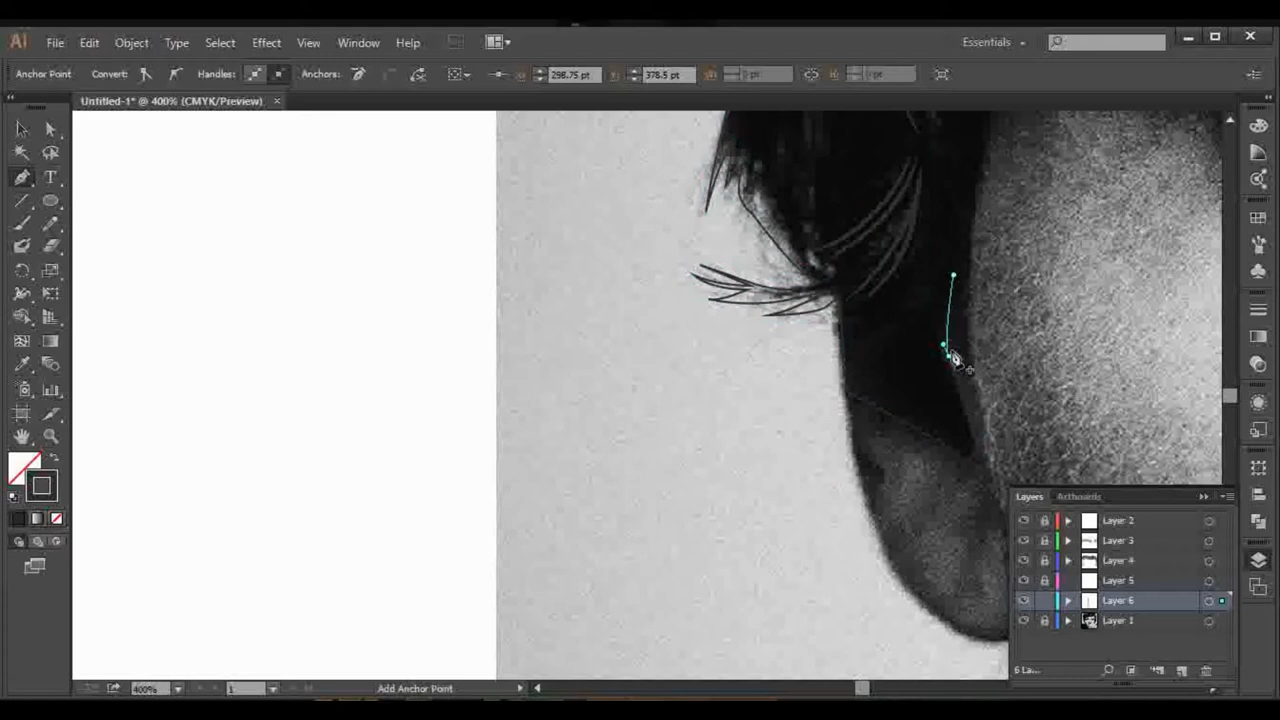 Ai File Edit Object Type Select Effect View Window Help Essentials
Anchor Point Convert: Handles: Anchors: 298.75 pt 378.5 pt
Untitled-1* @ 400% (CMYK/Preview) ×
T
Layers Artboards
Layer 2
Layer 3
Layer 4
Layer 5
Layer 6
Layer 1
6 La...
400% 1 Add Anchor Point